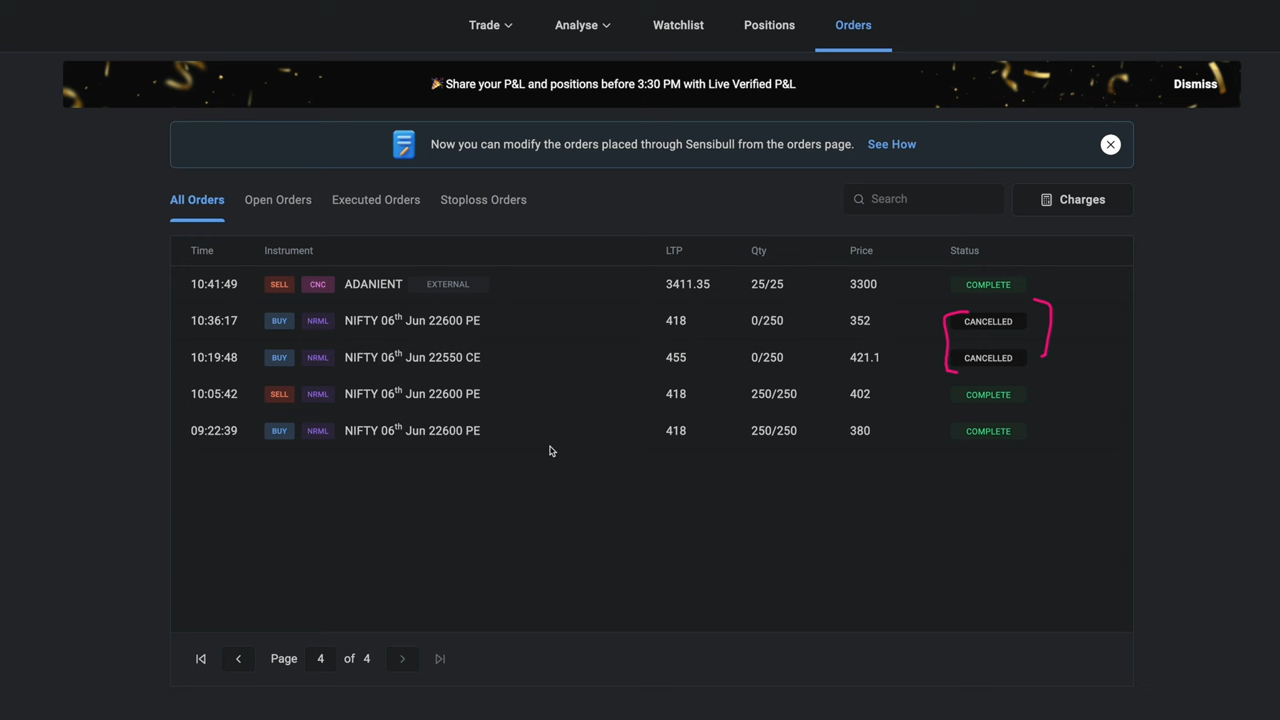 Trade Analyse Watchlist Positions Orders
🎉Share your P&L and positions before 3:30 PM with Live Verified P&L Dismiss
Now you can modify the orders placed through Sensibull from the orders page. See How
All Orders Open Orders Executed Orders Stoploss Orders Search Charges
Time Instrument LTP Qty Price Status
10:41:49 SELL CNC ADANIENT EXTERNAL 3411.35 25/25 3300 COMPLETE
10:36:17 BUY NRML NIFTY 06th Jun 22600 PE 418 0/250 352 CANCELLED
10:19:48 BUY NRML NIFTY 06th Jun 22550 CE 455 0/250 421.1 CANCELLED
10:05:42 SELL NRML NIFTY 06th Jun 22600 PE 418 250/250 402 COMPLETE
09:22:39 BUY NRML NIFTY 06th Jun 22600 PE 418 250/250 380 COMPLETE
Page 4 of 4